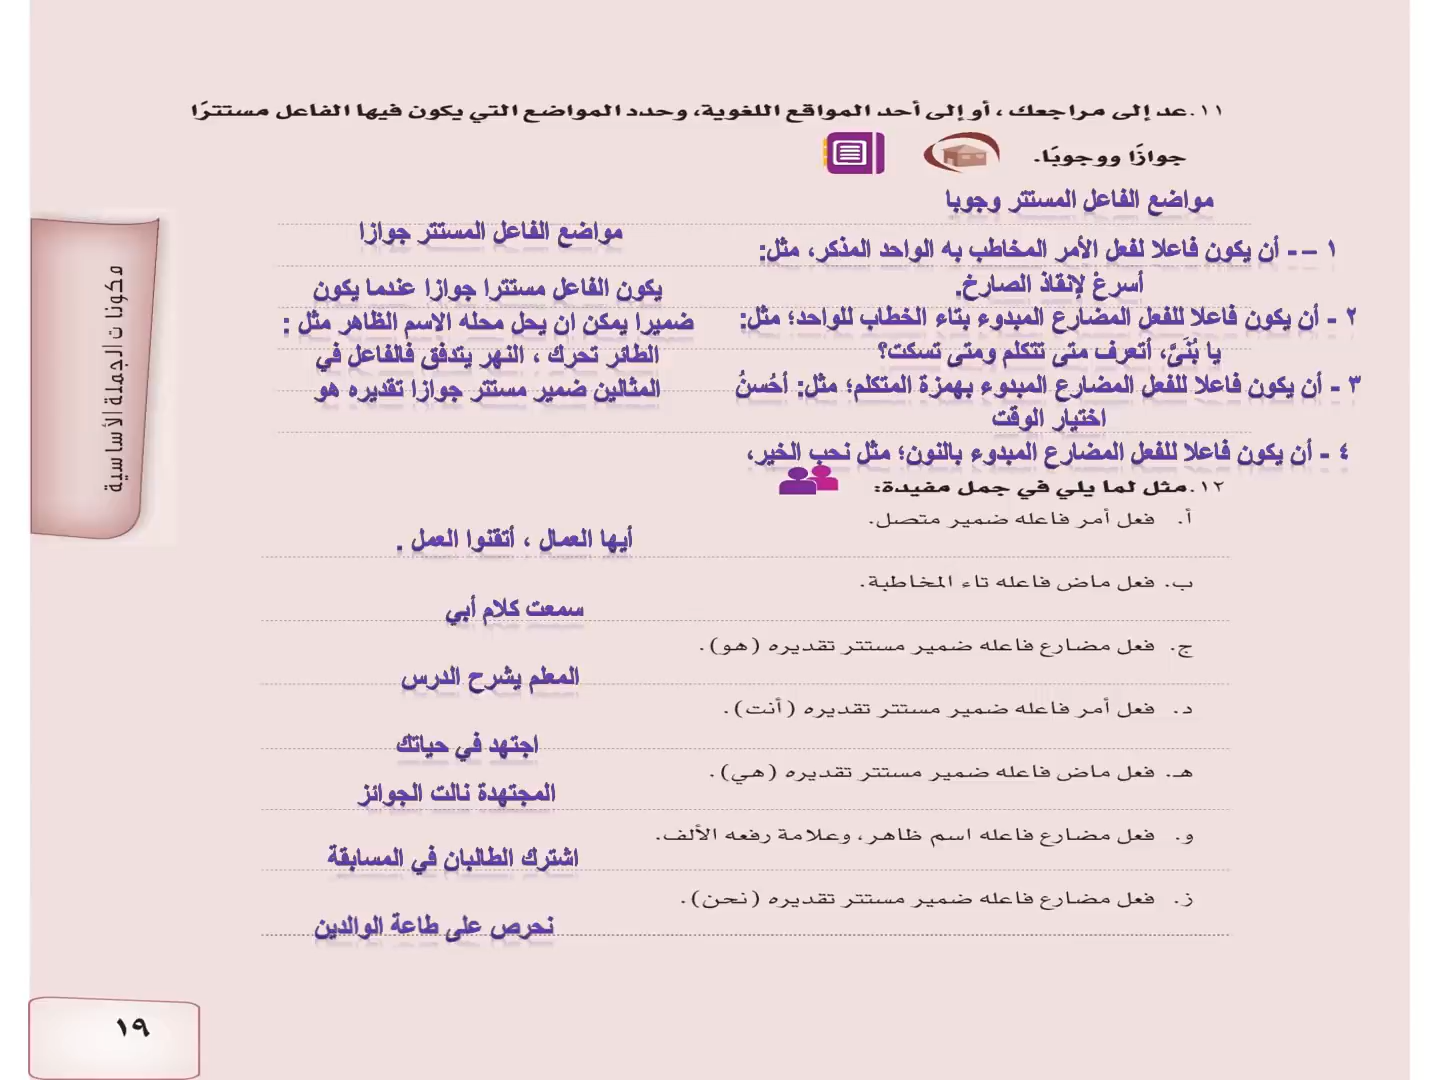 ١١. عد إلى مراجعك ، أو إلى أحد المواقع اللغوية، وحدد المواضع التي يكون فيها الفاعل مستترًا
جوازًا ووجوبًا.
مواضع الفاعل المستتر وجوبا
١ – - أن يكون فاعلا لفعل الأمر المخاطب به الواحد المذكر، مثل:
أسرغ لإنقاذ الصارخ.
٢ - أن يكون فاعلا للفعل المضارع المبدوء بتاء الخطاب للواحد؛ مثل:
يا بُنَىَّ، أتعرف متى تتكلم ومتى تسكت؟
٣ - أن يكون فاعلا للفعل المضارع المبدوء بهمزة المتكلم؛ مثل: أحُسنُ
اختيار الوقت
٤ - أن يكون فاعلا للفعل المضارع المبدوء بالنون؛ مثل نحب الخير،
مواضع الفاعل المستتر جوازا
يكون الفاعل مستترا جوازا عندما يكون
ضميرا يمكن ان يحل محله الاسم الظاهر مثل :
الطائر تحرك ، النهر يتدفق فالفاعل في
المثالين ضمير مستتر جوازا تقديره هو
١٢. مثل لما يلي في جمل مفيدة:
أ. فعل أمر فاعله ضمير متصل.
أيها العمال ، أتقنوا العمل .
ب. فعل ماض فاعله تاء المخاطبة.
سمعت كلام أبي
ج. فعل مضارع فاعله ضمير مستتر تقديره (هو).
المعلم يشرح الدرس
د. فعل أمر فاعله ضمير مستتر تقديره (أنت).
اجتهد في حياتك
هـ. فعل ماض فاعله ضمير مستتر تقديره (هي).
المجتهدة نالت الجوائز
و. فعل مضارع فاعله اسم ظاهر، وعلامة رفعه الألف.
اشترك الطالبان في المسابقة
ز. فعل مضارع فاعله ضمير مستتر تقديره (نحن).
نحرص على طاعة الوالدين
مكونات الجملة الأساسية
١٩